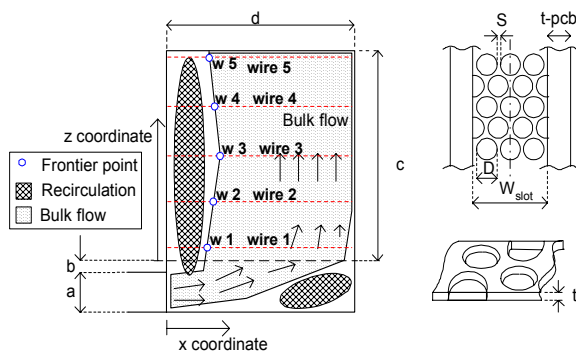 d
S
t-pcb
w 5 wire 5
w 4 wire 4
Bulk flow
z coordinate
w 3 wire 3
c
D
W slot
Frontier point
Recirculation
Bulk flow
w 2 wire 2
w 1 wire 1
b
a
t
x coordinate